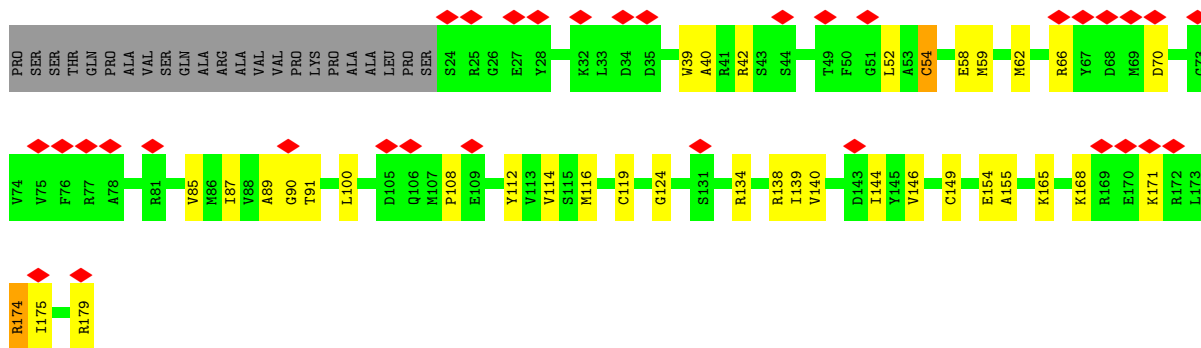 PRO SER SER THR GLN PRO ALA VAL SER GLN ALA ARG ALA VAL VAL PRO LYS PRO ALA ALA LEU PRO SER S24 R25 G26 E27 Y28 K32 L33 D34 D35 W39 A40 R41 R42 S43 S44 T49 F50 G51 L52 A53 C54 E58 M59 M62 R66 Y67 D68 M69 D70 G73
V74 V75 F76 R77 A78 R81 V85 M86 I87 V88 A89 G90 T91 L100 D105 Q106 M107 P108 E109 Y112 V113 V114 S115 M116 C119 G124 S131 R134 R138 I139 V140 D143 I144 Y145 V146 C149 E154 A155 K165 K168 R169 E170 K171 R172 L173
R174 I175 R179